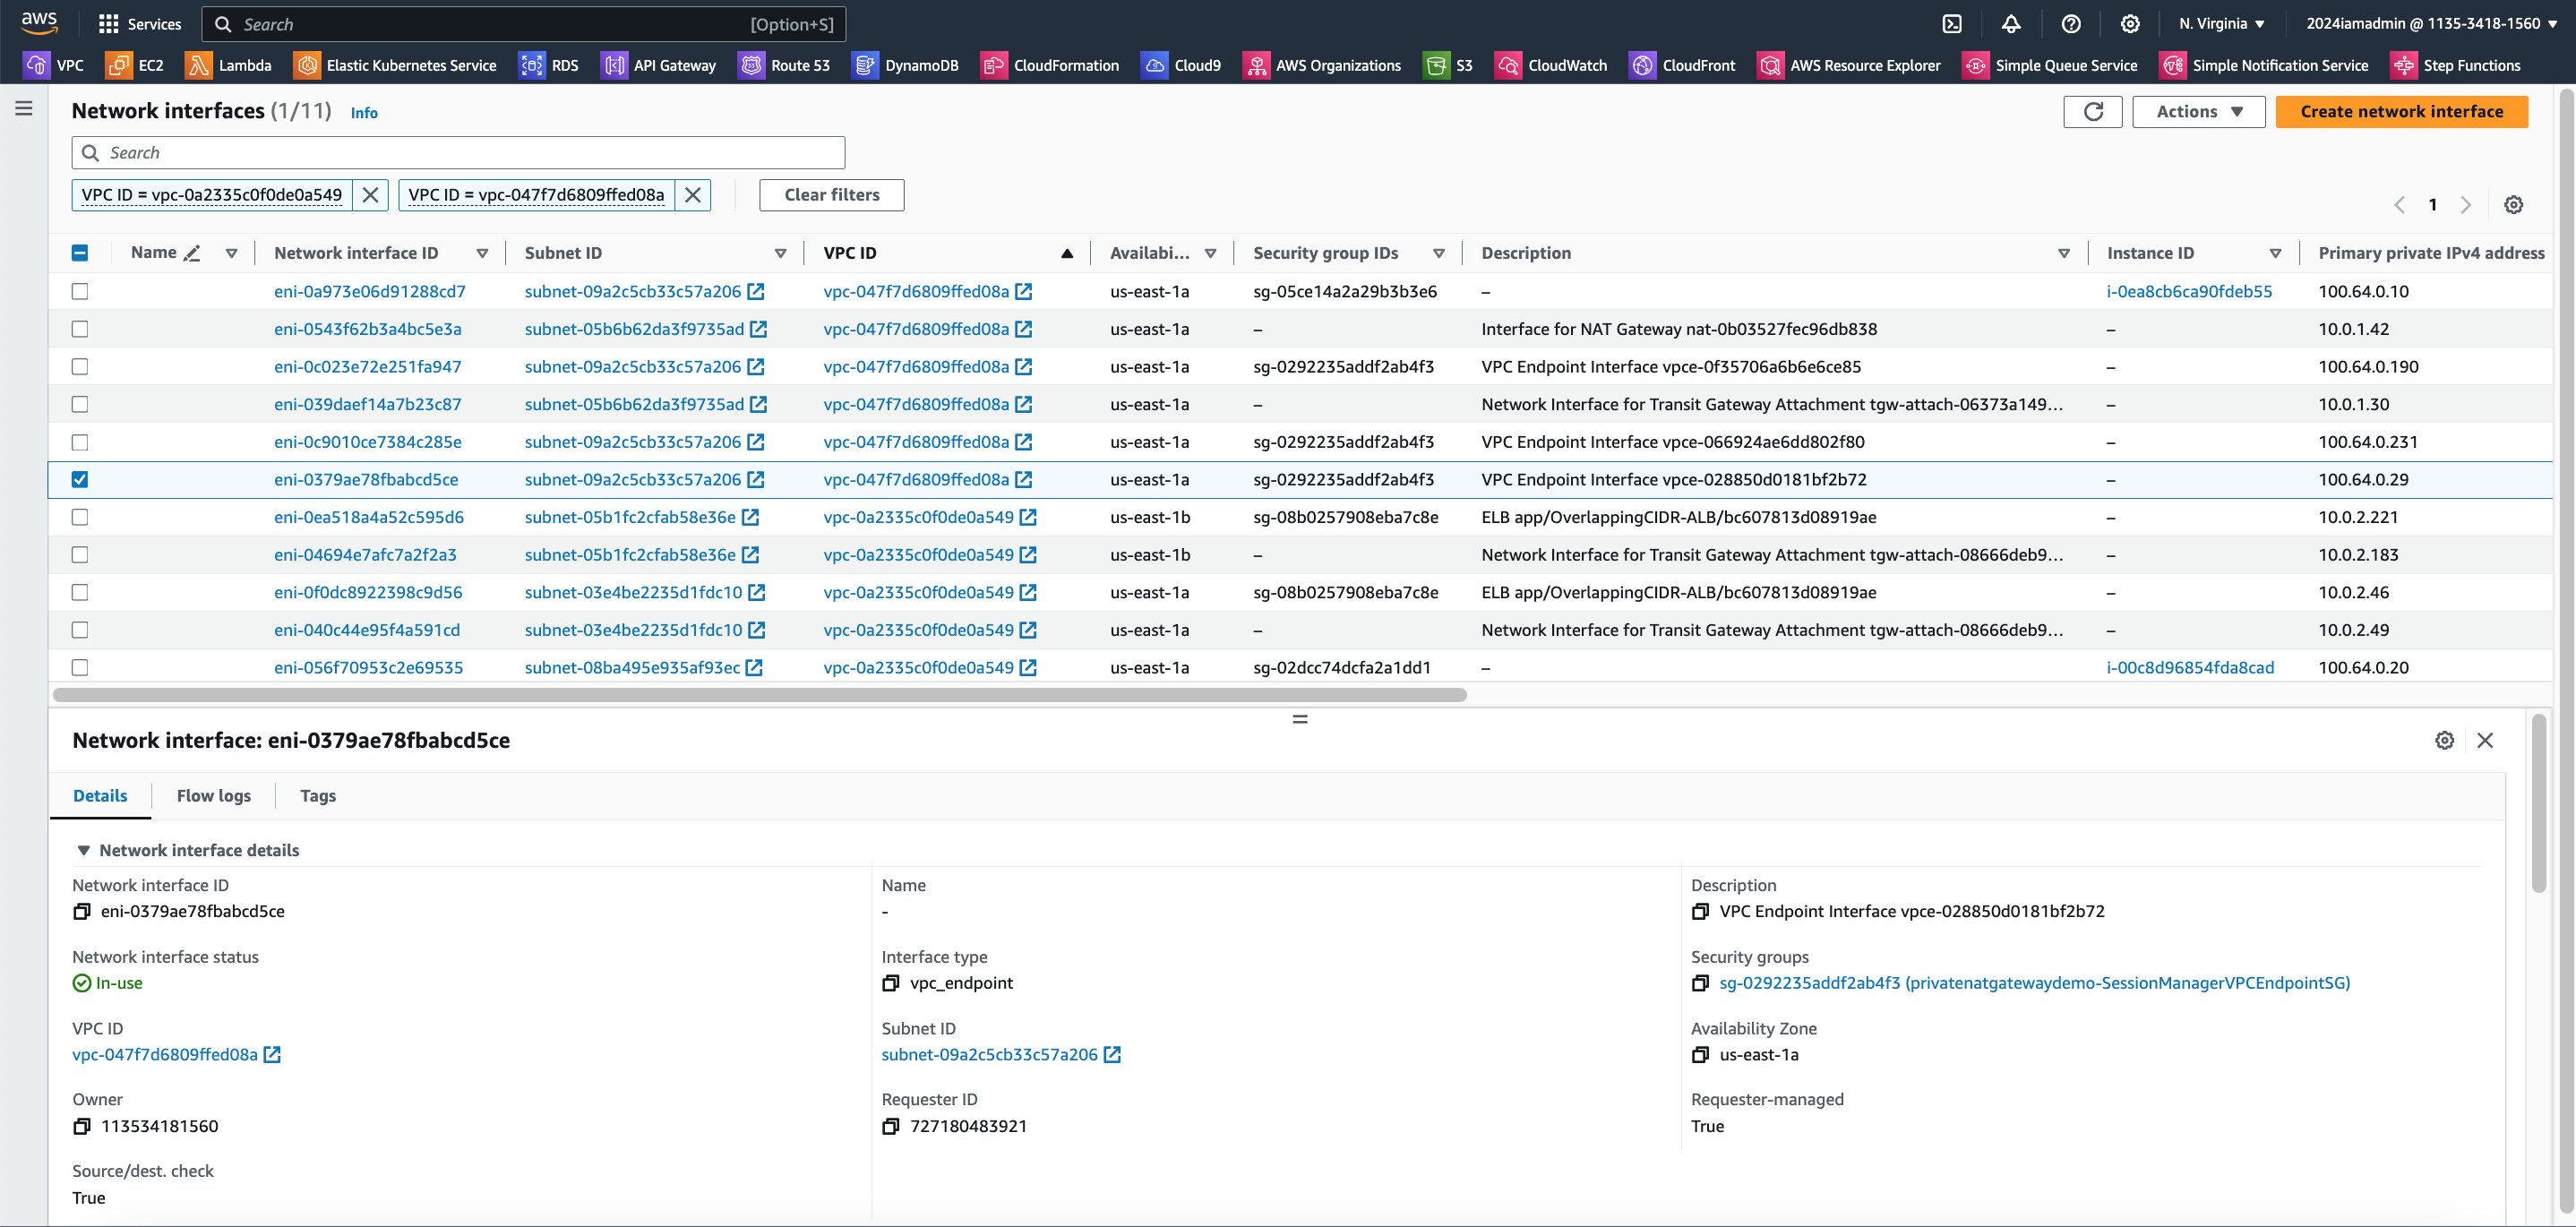 aws Services Search [Option+S] N. Virginia 2024iamadmin @ 1135-3418-1560
VPC EC2 Lambda Elastic Kubernetes Service RDS API Gateway Route 53 DynamoDB CloudFormation Cloud9 AWS Organizations S3 CloudWatch CloudFront AWS Resource Explorer Simple Queue Service Simple Notification Service Step Functions
Network interfaces (1/11) Info Actions Create network interface
Search
VPC ID = vpc-0a2335c0f0de0a549 VPC ID = vpc-047f7d6809ffed08a Clear filters 1
Name Network interface ID Subnet ID VPC ID Availabi... Security group IDs Description Instance ID Primary private IPv4 address
eni-0a973e06d91288cd7 subnet-09a2c5cb33c57a206 vpc-047f7d6809ffed08a us-east-1a sg-05ce14a2a29b3b3e6 – i-0ea8cb6ca90fdeb55 100.64.0.10
eni-0543f62b3a4bc5e3a subnet-05b6b62da3f9735ad vpc-047f7d6809ffed08a us-east-1a – Interface for NAT Gateway nat-0b03527fec96db838 – 10.0.1.42
eni-0c023e72e251fa947 subnet-09a2c5cb33c57a206 vpc-047f7d6809ffed08a us-east-1a sg-0292235addf2ab4f3 VPC Endpoint Interface vpce-0f35706a6b6e6ce85 – 100.64.0.190
eni-039daef14a7b23c87 subnet-05b6b62da3f9735ad vpc-047f7d6809ffed08a us-east-1a – Network Interface for Transit Gateway Attachment tgw-attach-06373a149... – 10.0.1.30
eni-0c9010ce7384c285e subnet-09a2c5cb33c57a206 vpc-047f7d6809ffed08a us-east-1a sg-0292235addf2ab4f3 VPC Endpoint Interface vpce-066924ae6dd802f80 – 100.64.0.231
eni-0379ae78fbabcd5ce subnet-09a2c5cb33c57a206 vpc-047f7d6809ffed08a us-east-1a sg-0292235addf2ab4f3 VPC Endpoint Interface vpce-028850d0181bf2b72 – 100.64.0.29
eni-0ea518a4a52c595d6 subnet-05b1fc2cfab58e36e vpc-0a2335c0f0de0a549 us-east-1b sg-08b0257908eba7c8e ELB app/OverlappingCIDR-ALB/bc607813d08919ae – 10.0.2.221
eni-04694e7afc7a2f2a3 subnet-05b1fc2cfab58e36e vpc-0a2335c0f0de0a549 us-east-1b – Network Interface for Transit Gateway Attachment tgw-attach-08666deb9... – 10.0.2.183
eni-0f0dc8922398c9d56 subnet-03e4be2235d1fdc10 vpc-0a2335c0f0de0a549 us-east-1a sg-08b0257908eba7c8e ELB app/OverlappingCIDR-ALB/bc607813d08919ae – 10.0.2.46
eni-040c44e95f4a591cd subnet-03e4be2235d1fdc10 vpc-0a2335c0f0de0a549 us-east-1a – Network Interface for Transit Gateway Attachment tgw-attach-08666deb9... – 10.0.2.49
eni-056f70953c2e69535 subnet-08ba495e935af93ec vpc-0a2335c0f0de0a549 us-east-1a sg-02dcc74dcfa2a1dd1 – i-00c8d96854fda8cad 100.64.0.20
Network interface: eni-0379ae78fbabcd5ce
Details Flow logs Tags
Network interface details
Network interface ID Name Description
eni-0379ae78fbabcd5ce - VPC Endpoint Interface vpce-028850d0181bf2b72
Network interface status Interface type Security groups
In-use vpc_endpoint sg-0292235addf2ab4f3 (privatenatgatewaydemo-SessionManagerVPCEndpointSG)
VPC ID Subnet ID Availability Zone
vpc-047f7d6809ffed08a subnet-09a2c5cb33c57a206 us-east-1a
Owner Requester ID Requester-managed
113534181560 727180483921 True
Source/dest. check
True